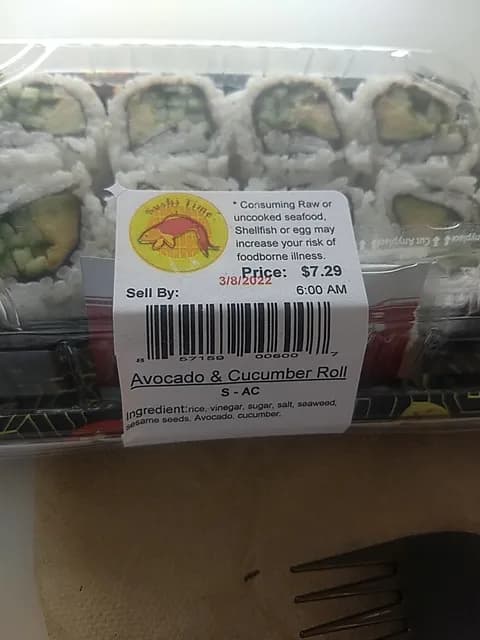 Sushi Time
* Consuming Raw or
uncooked seafood,
Shellfish or egg may
increase your risk of
foodborne illness.
Price: $7.29
3/8/2022
Sell By: 6:00 AM
8 57159 00600 7
Avocado & Cucumber Roll
S - AC
Ingredient:rice, vinegar, sugar, salt, seaweed,
sesame seeds. Avocado, cucumber.
Cut Anyplace